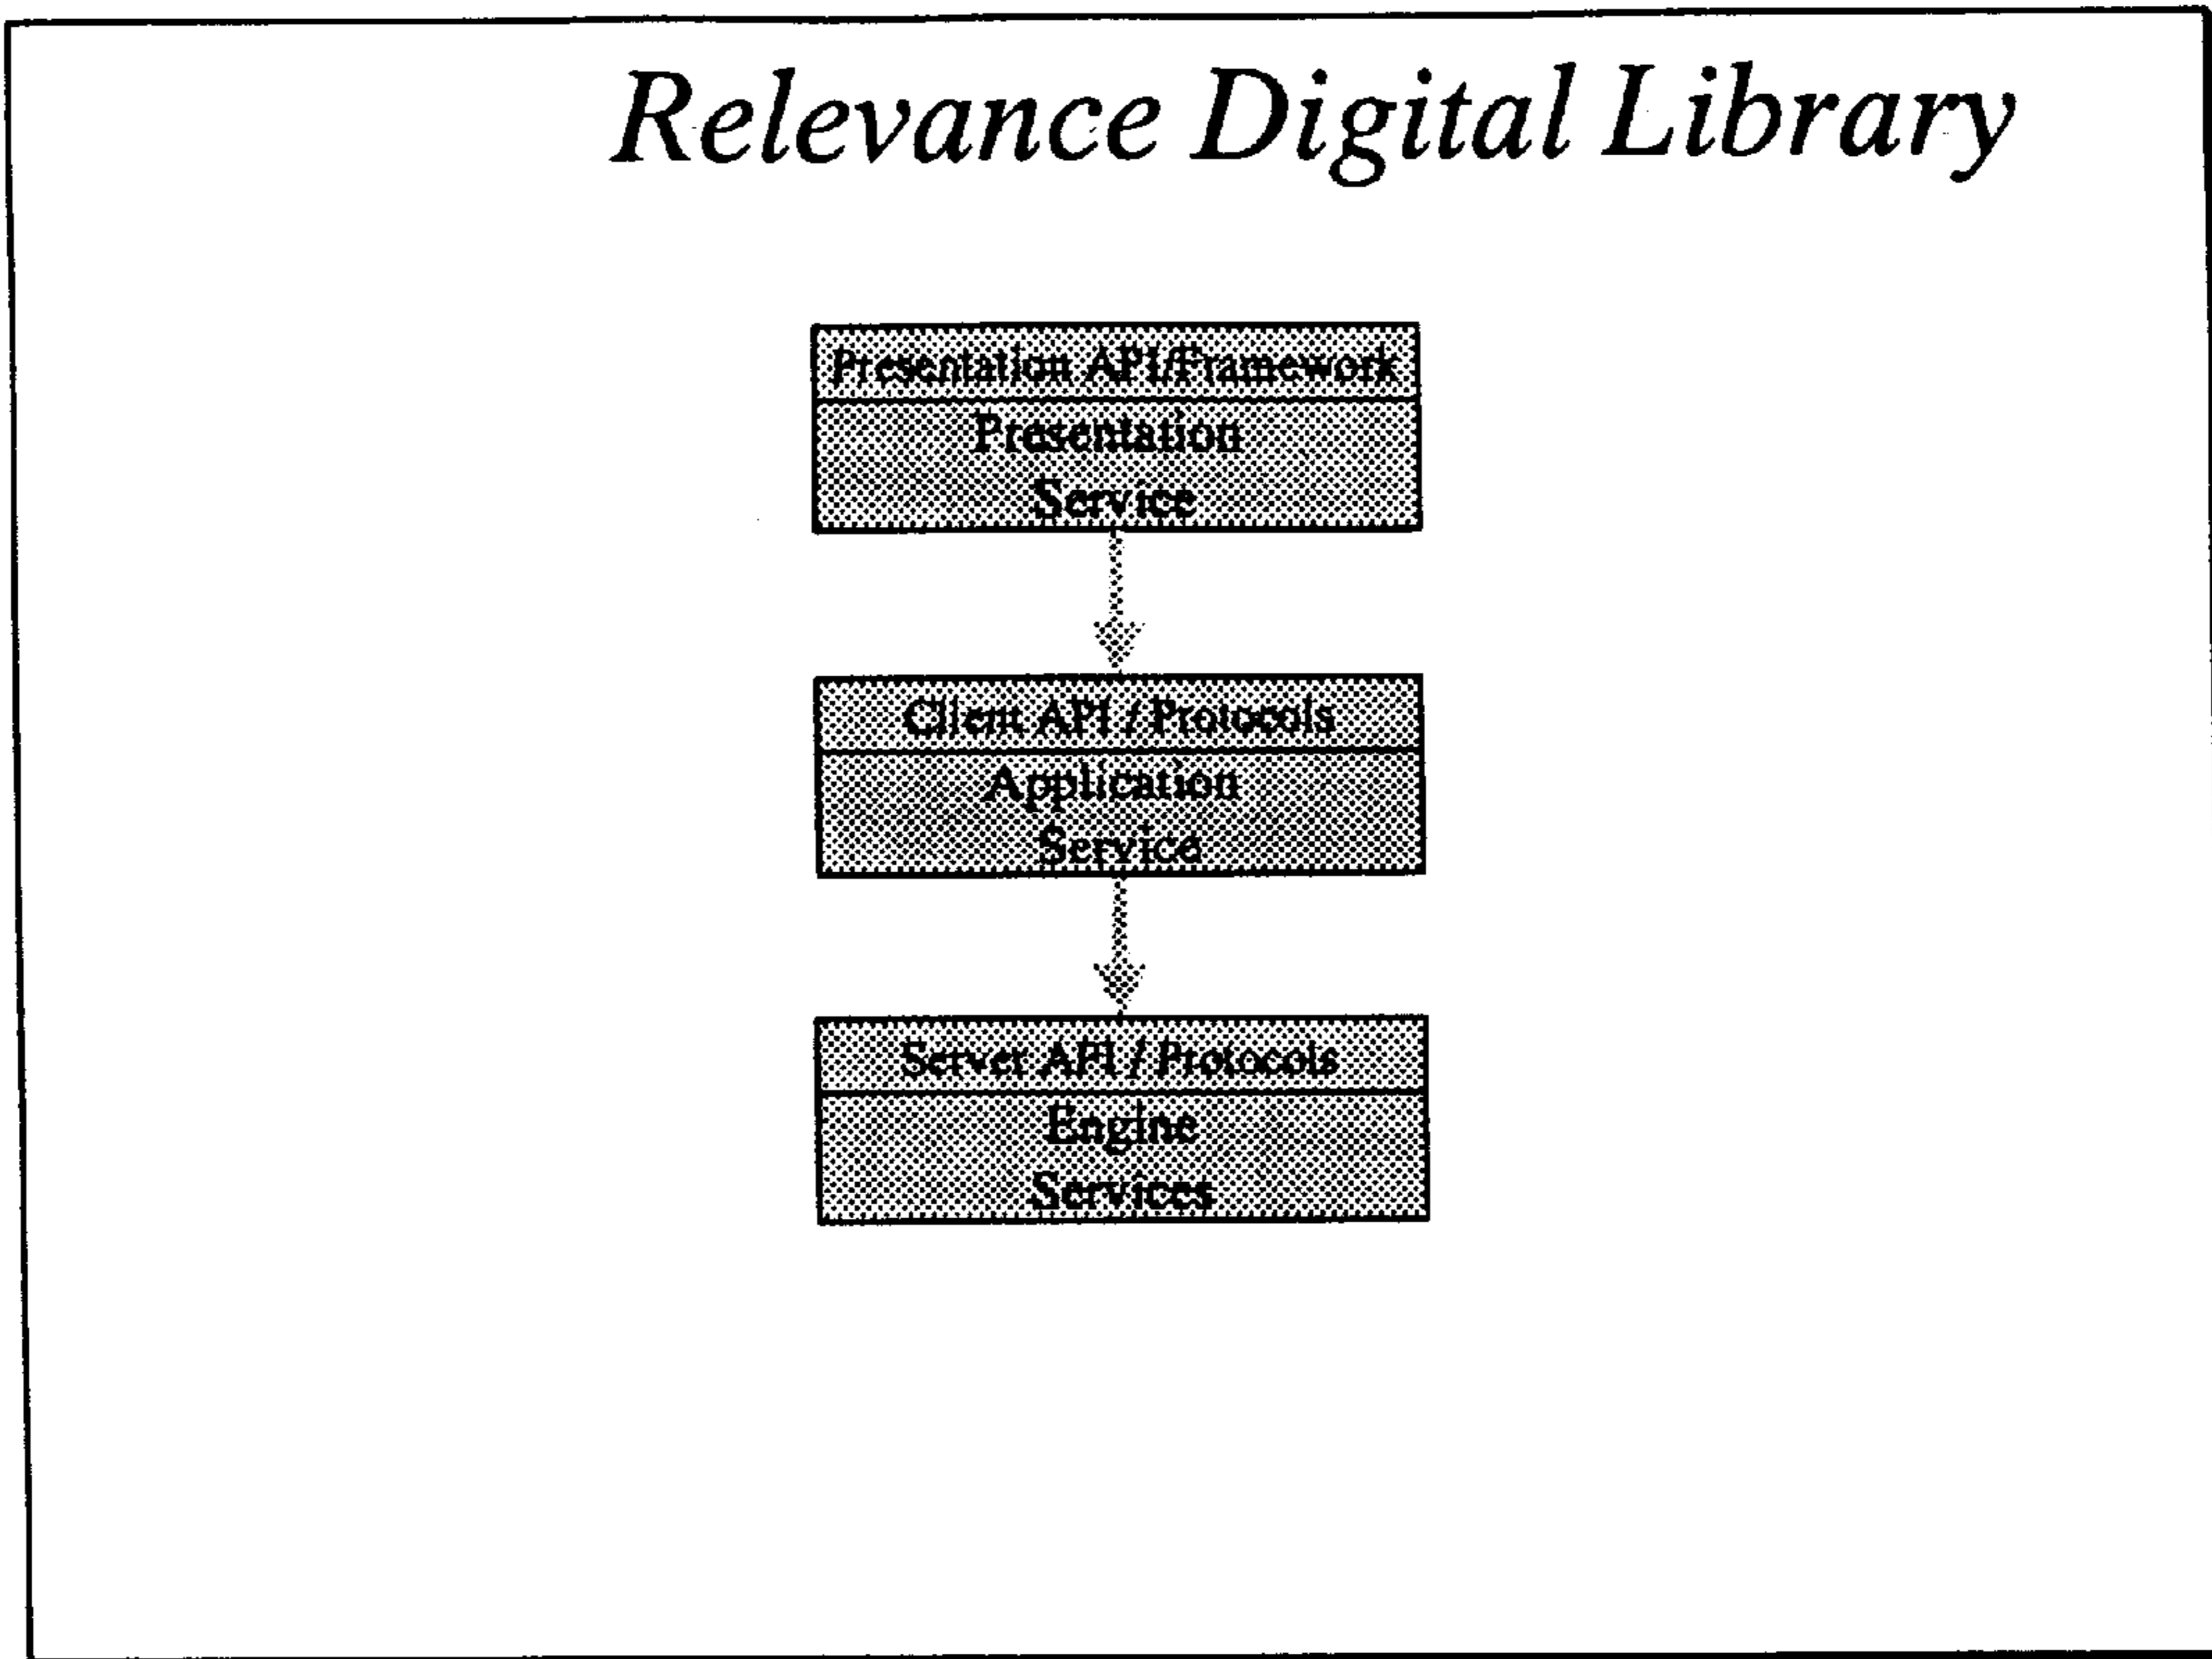 Relevance Digital Library
Presentation API/Framework
Presentation
Service
Client API / Protocols
Application
Service
Server API / Protocols
Engine
Services